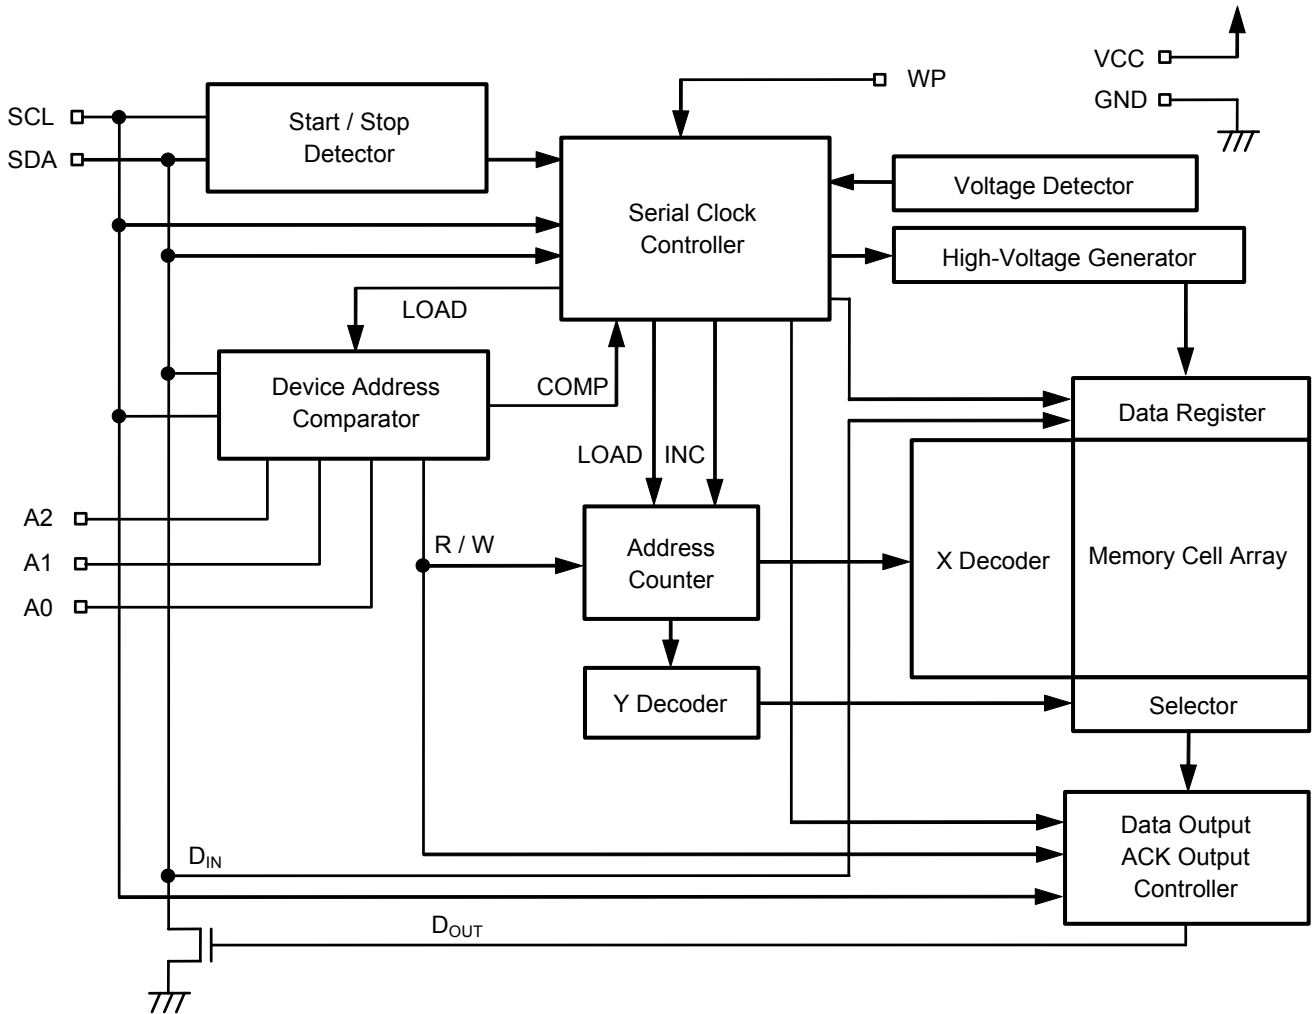 VCC
GND
WP
SCL
SDA
Start / Stop
Detector
Serial Clock
Controller
Voltage Detector
High-Voltage Generator
LOAD
Device Address
Comparator
COMP
Data Register
LOAD
INC
A2
A1
A0
R / W
Address
Counter
X Decoder
Memory Cell Array
Y Decoder
Selector
Data Output
ACK Output
Controller
DIN
DOUT